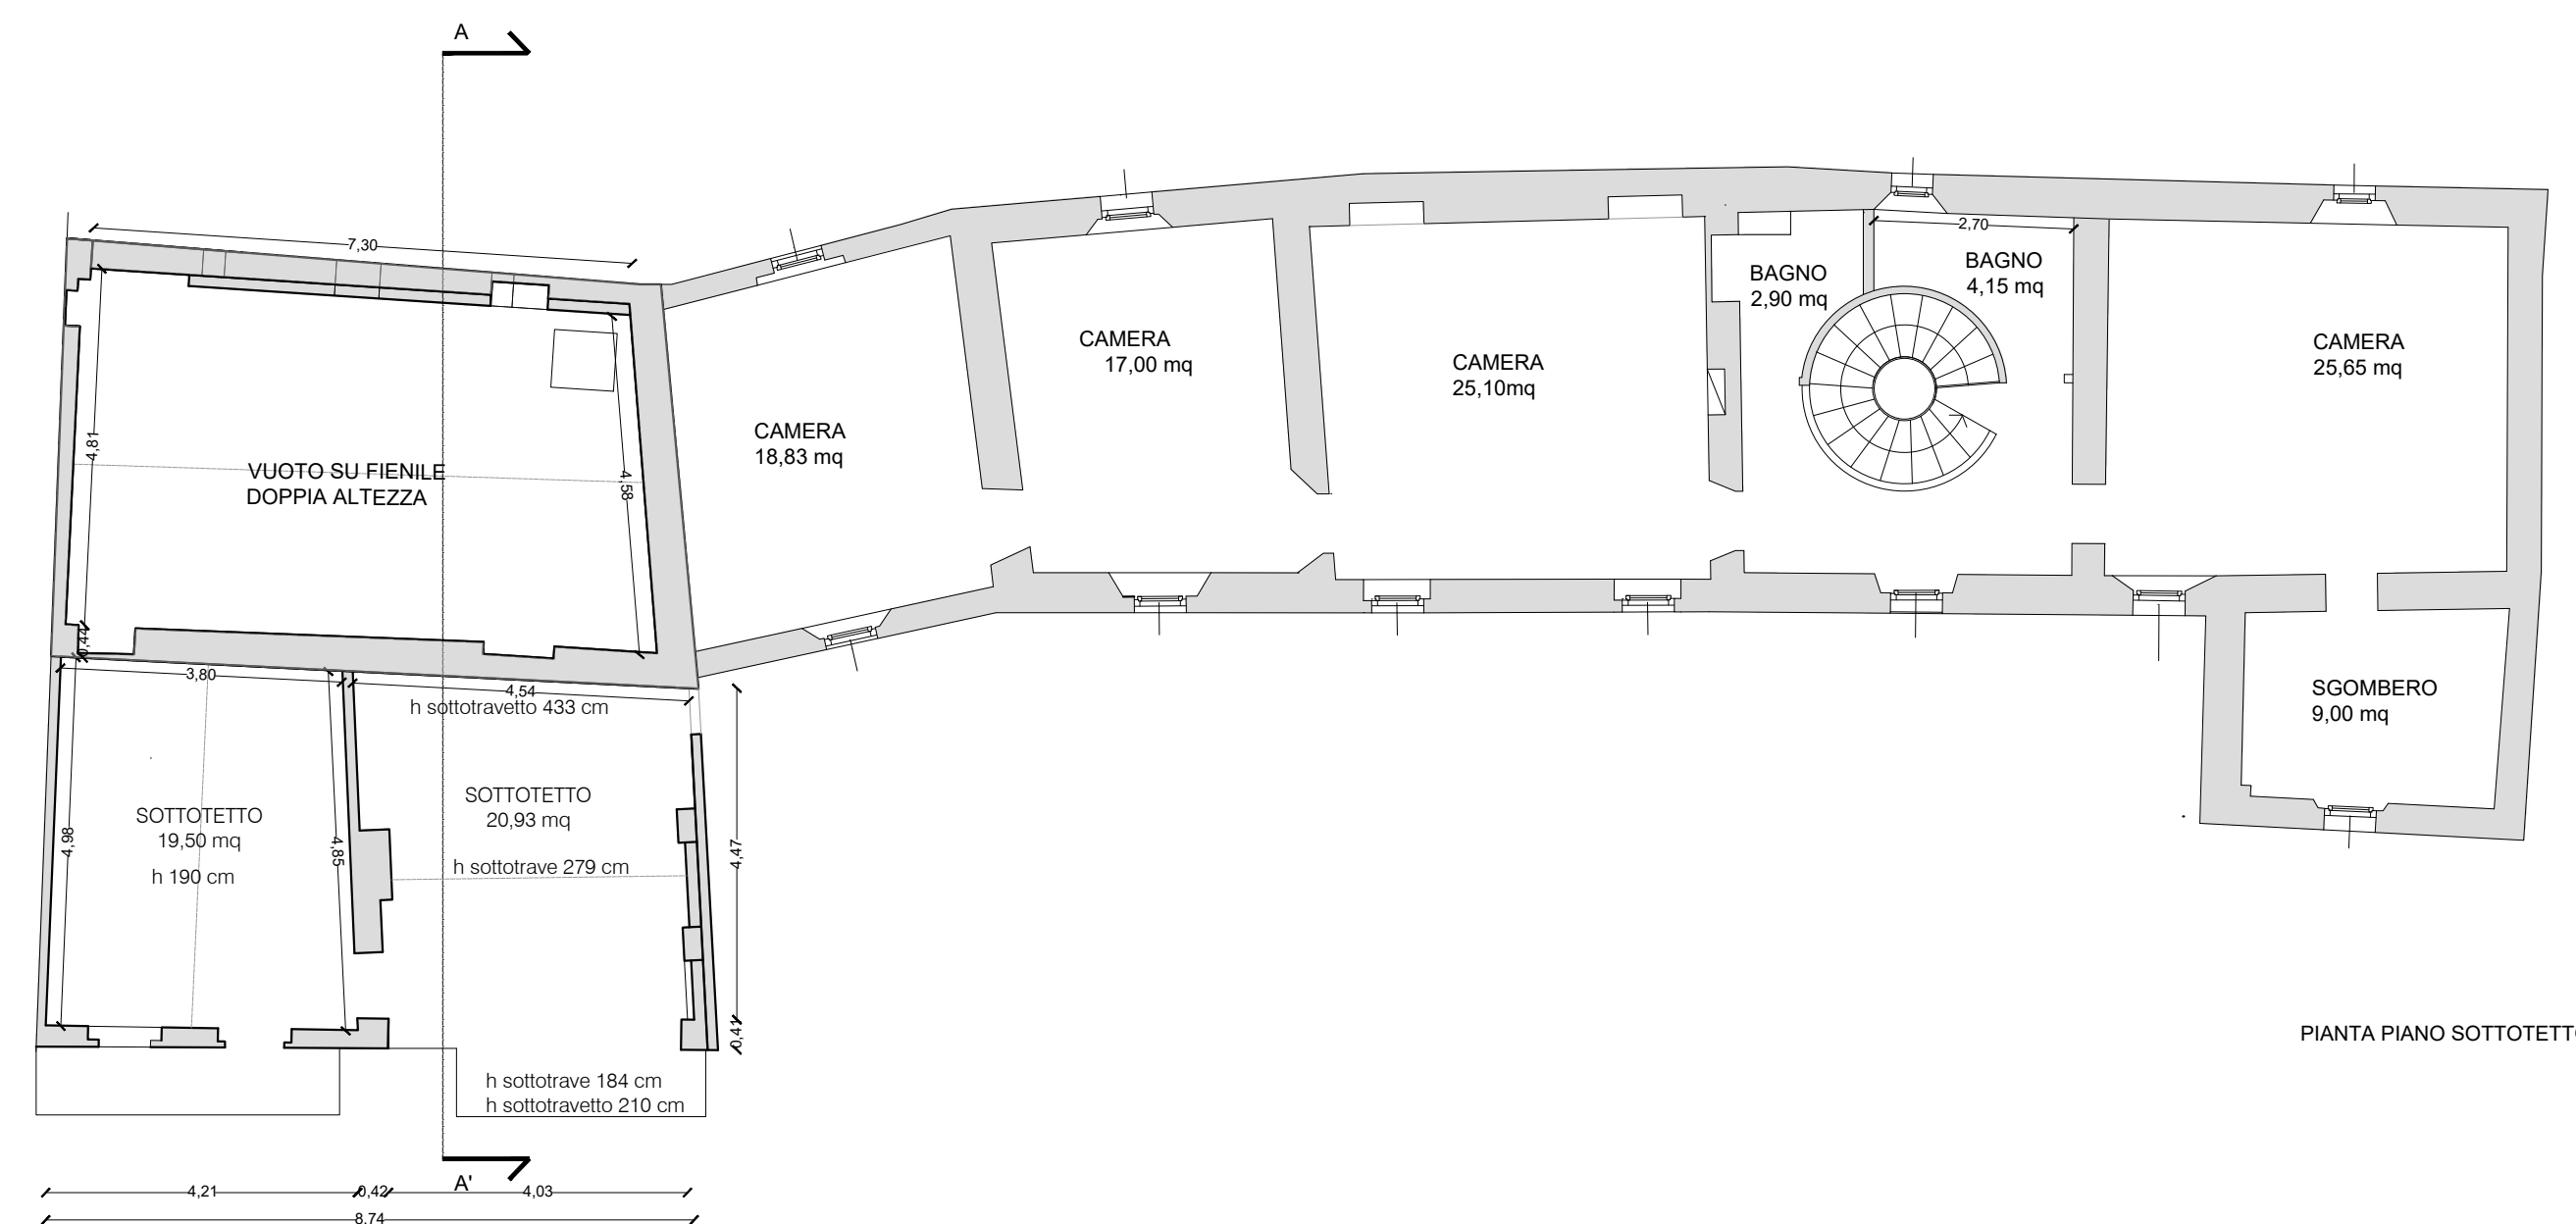 A
7,30
2,70
BAGNO
4,15 mq
BAGNO
2,90 mq
CAMERA
17,00 mq
CAMERA
25,10mq
CAMERA
25,65 mq
CAMERA
18,83 mq
4,81
VUOTO SU FIENILE
DOPPIA ALTEZZA
4,58
0,44
3,80
4,54
h sottotravetto 433 cm
SGOMBERO
9,00 mq
SOTTOTETTO
19,50 mq
h 190 cm
4,98
4,85
SOTTOTETTO
20,93 mq
h sottotrave 279 cm
4,47
0,41
PIANTA PIANO SOTTOTETTO
h sottotrave 184 cm
h sottotravetto 210 cm
A'
4,21
0,42
4,03
8,74